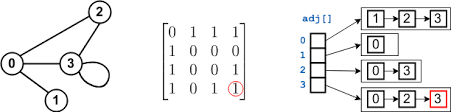 2
0
3
1
0 1 1 1
1 0 0 0
1 0 0 1
1 0 1 1
adj[]
0 1 2 3
1 0
2 0 3
3 0 2 3